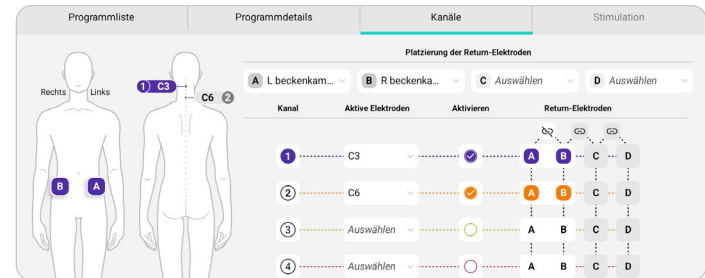 Programmliste Programmdetails Kanäle Stimulation
Platzierung der Return-Elektroden
A L beckenkam... B R beckenka... C Auswählen D Auswählen
Rechts Links
1 C3
C6 2
Kanal Aktive Elektroden Aktivieren Return-Elektroden
1 C3 A B C D
2 C6 A B C D
B A
3 Auswählen A B C D
4 Auswählen A B C D